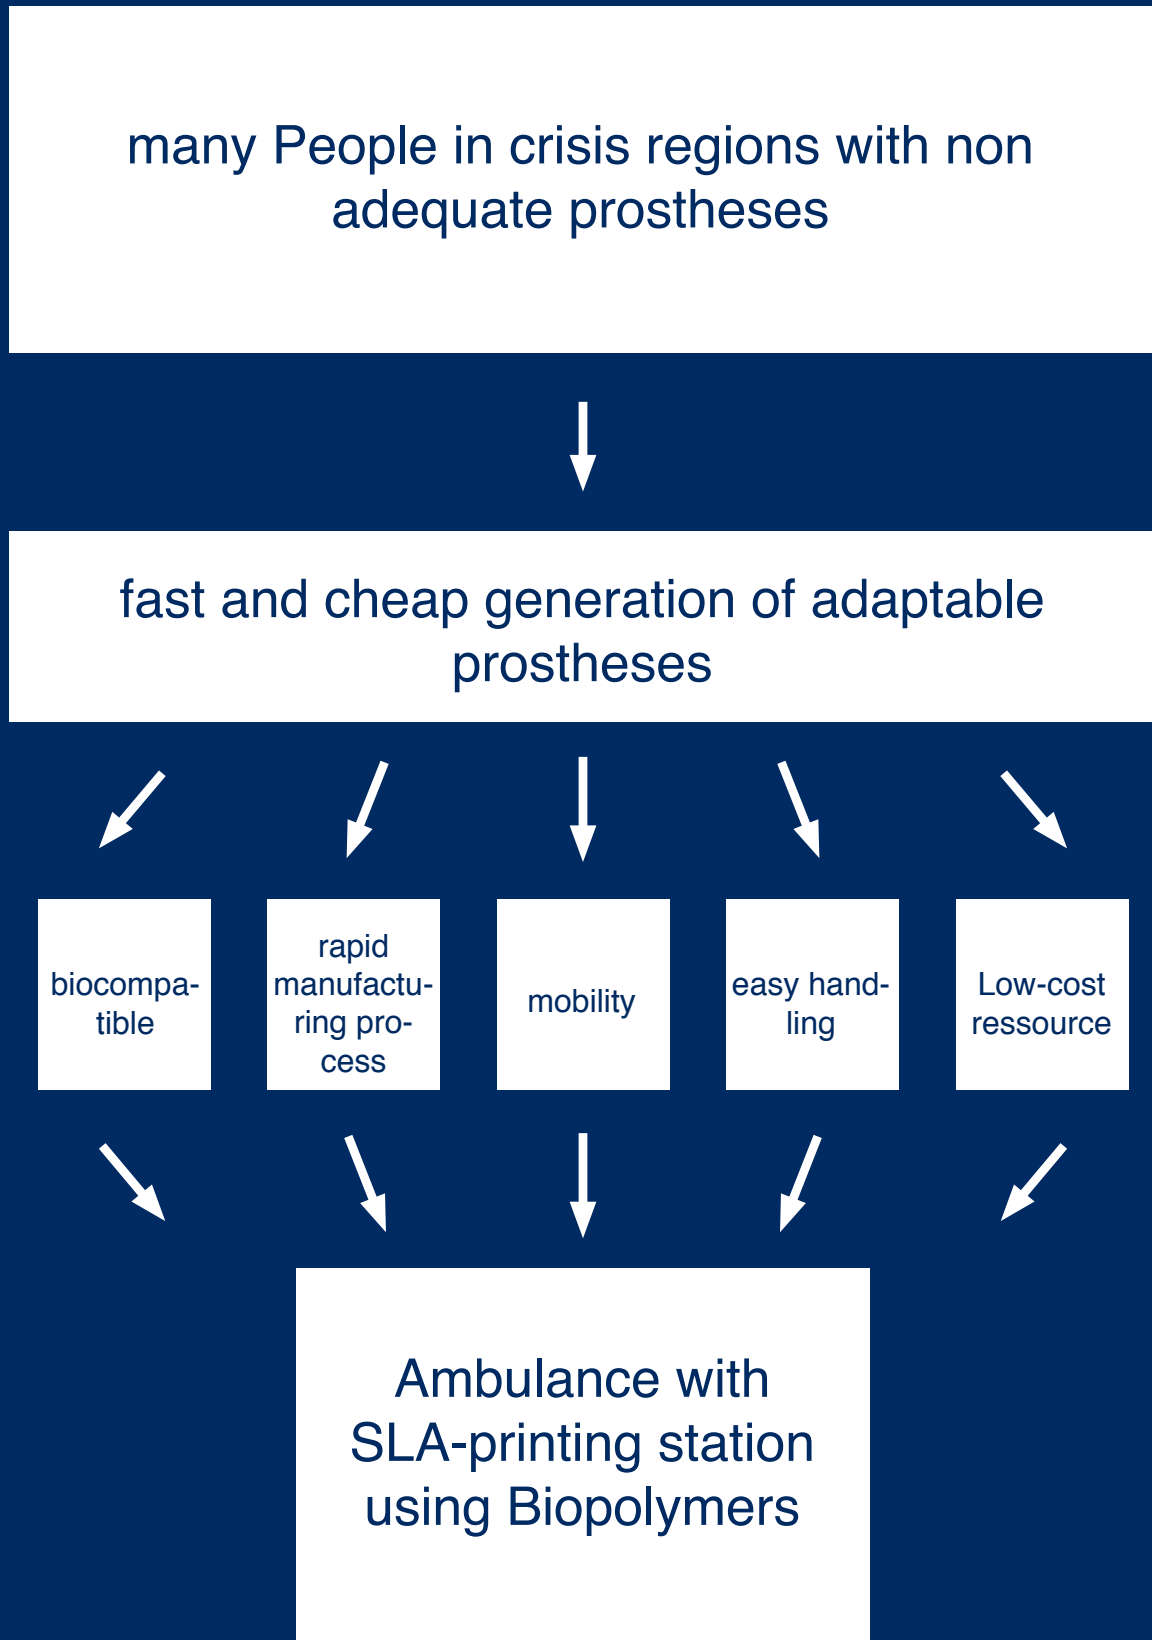 many People in crisis regions with non
adequate prostheses
fast and cheap generation of adaptable
prostheses
biocompa-
tible
rapid
manufactu-
ring pro-
cess
mobility
easy hand-
ling
Low-cost
ressource
Ambulance with
SLA-printing station
using Biopolymers